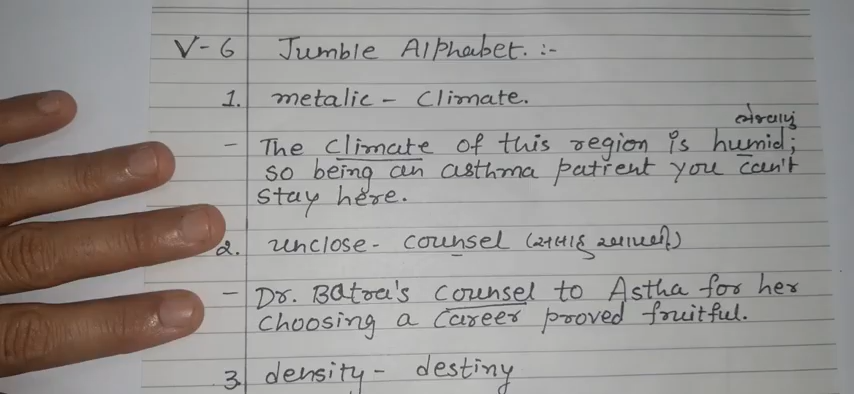 V-6 Jumble Alphabet. :-
1. metalic - Climate.
ભેજવાળું
- The climate of this region is humid;
so being an asthma patient you can't
stay here.
2. unclose - counsel (સલાહ આપવી)
- Dr. Batra's counsel to Astha for her
choosing a career proved fruitful.
3. density - destiny